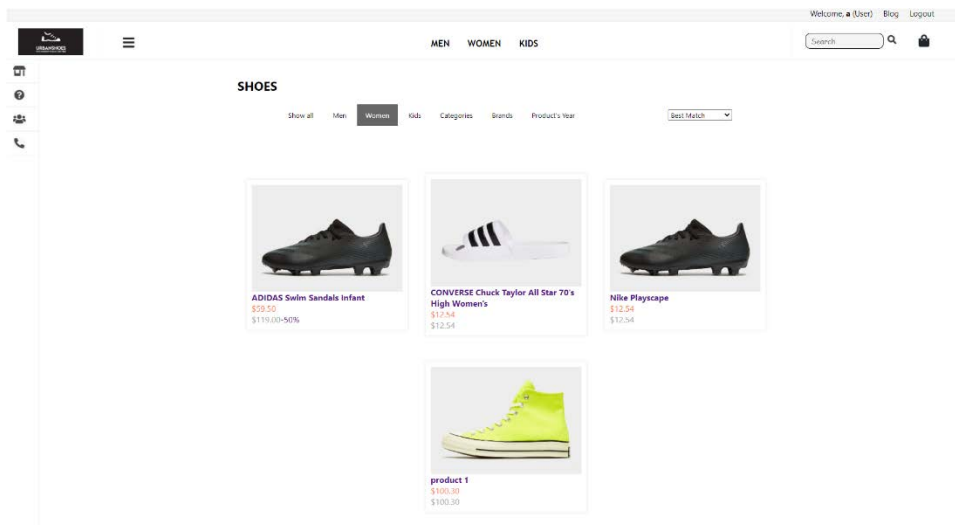 Welcome, a (User) Blog Logout
URBANSHOES
MEN WOMEN KIDS
Search
SHOES
Show all Men Women Kids Categories Brands Product's Year
Best Match
ADIDAS Swim Sandals Infant
$59.50
$119.00-50%
CONVERSE Chuck Taylor All Star 70's
High Women's
$12.54
$12.54
Nike Playscape
$12.54
$12.54
product 1
$100.30
$100.30